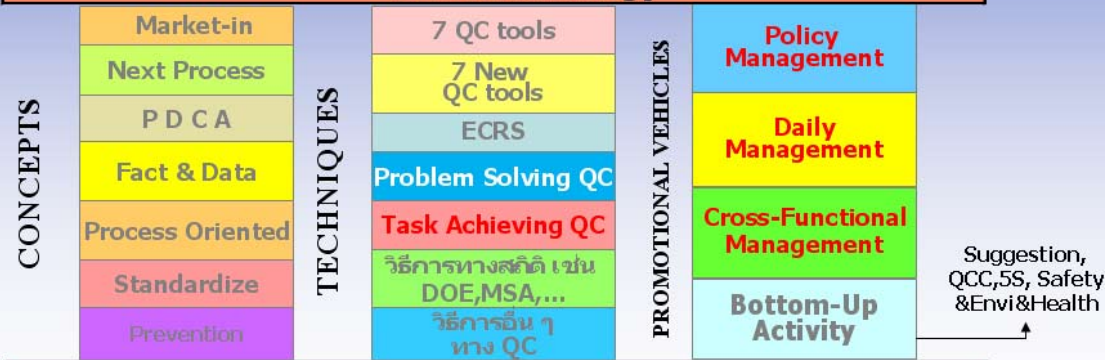 CONCEPTS
Market-in
Next Process
P D C A
Fact & Data
Process Oriented
Standardize
Prevention
TECHNIQUES
7 QC tools
7 New
QC tools
ECRS
Problem Solving QC
Task Achieving QC
วิธีการทางสถิติ เช่น
DOE,MSA,...
วิธีการอื่น ๆ
ทาง QC
PROMOTIONAL VEHICLES
Policy
Management
Daily
Management
Cross-Functional
Management
Bottom-Up
Activity
Suggestion,
QCC,5S, Safety
&Envi&Health